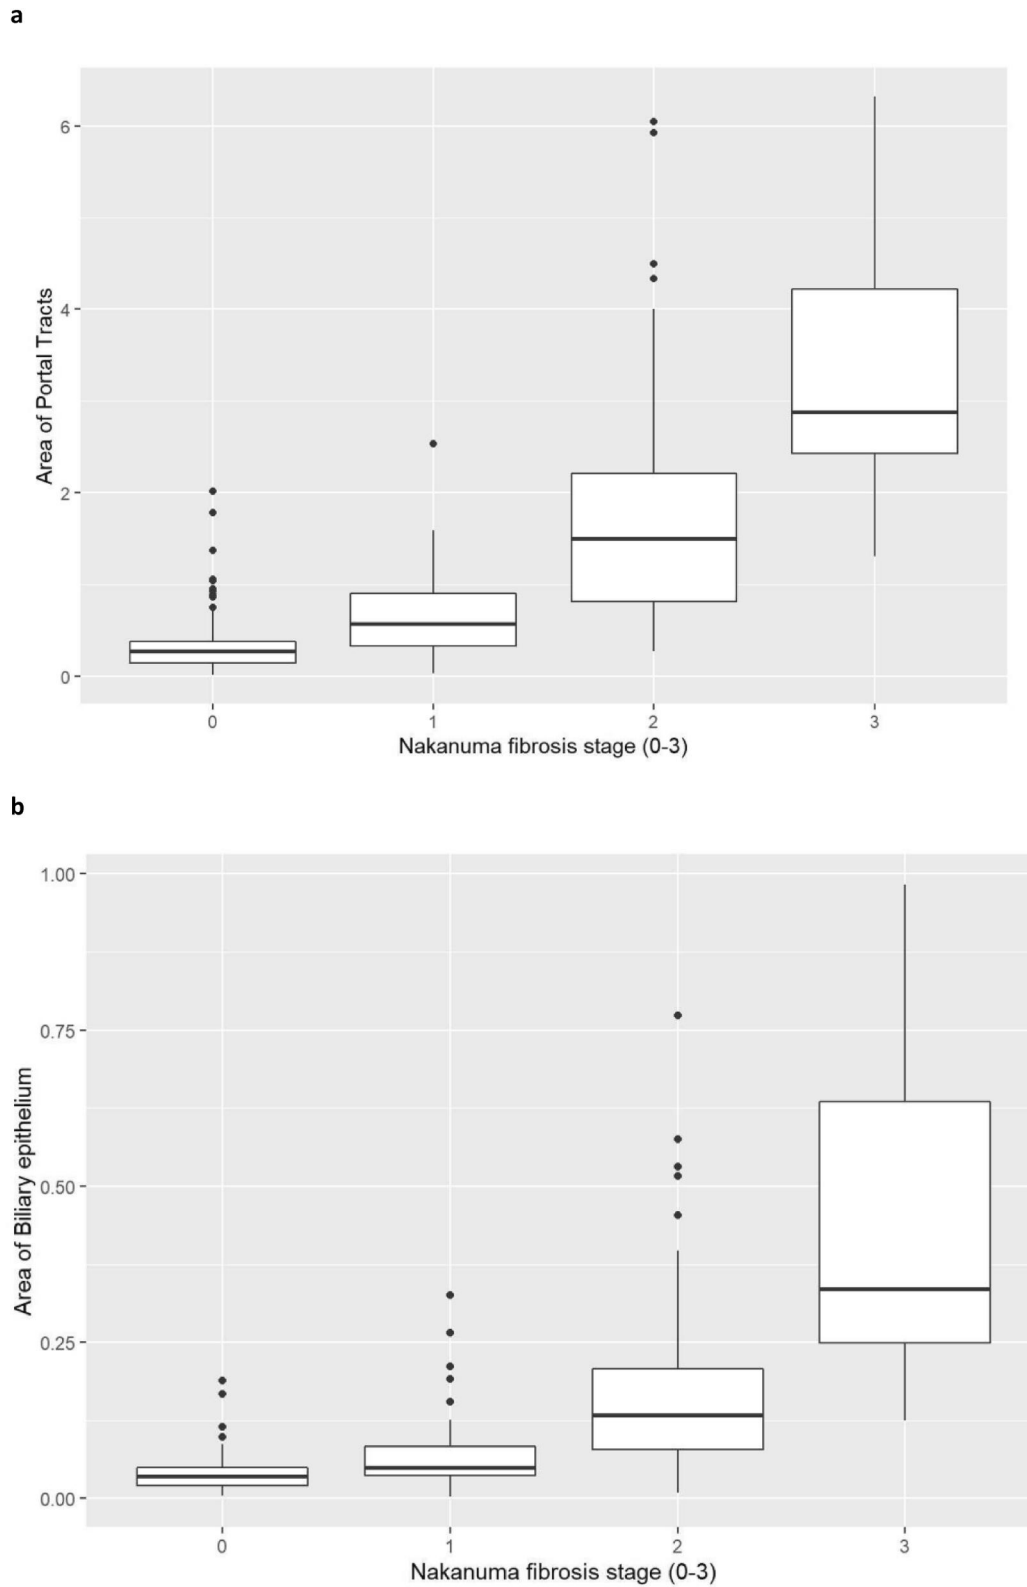 a
Area of Portal Tracts
6
4
2
0
0 1 2 3
Nakanuma fibrosis stage (0-3)
b
Area of Biliary epithelium
1.00
0.75
0.50
0.25
0.00
0 1 2 3
Nakanuma fibrosis stage (0-3)